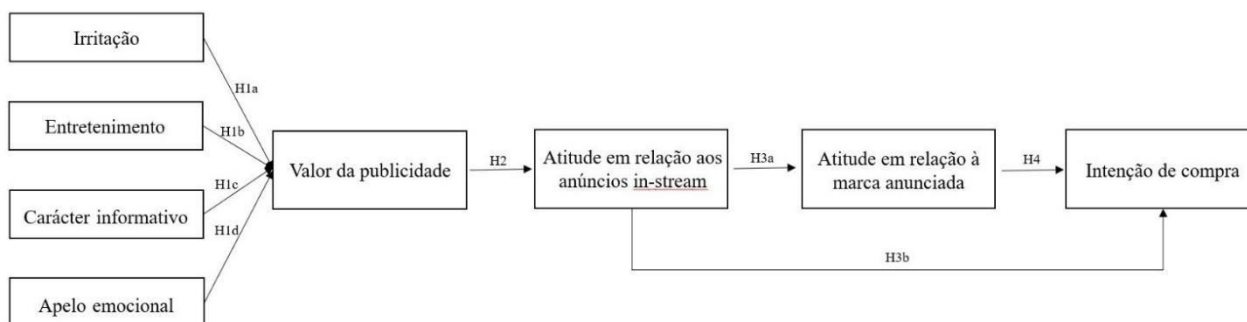 Irritação
H1a
Entretenimento
H1b
Valor da publicidade
H2
Atitude em relação aos
anúncios in-stream
H3a
Atitude em relação à
marca anunciada
H4
Intenção de compra
H1c
Carácter informativo
H1d
H3b
Apelo emocional